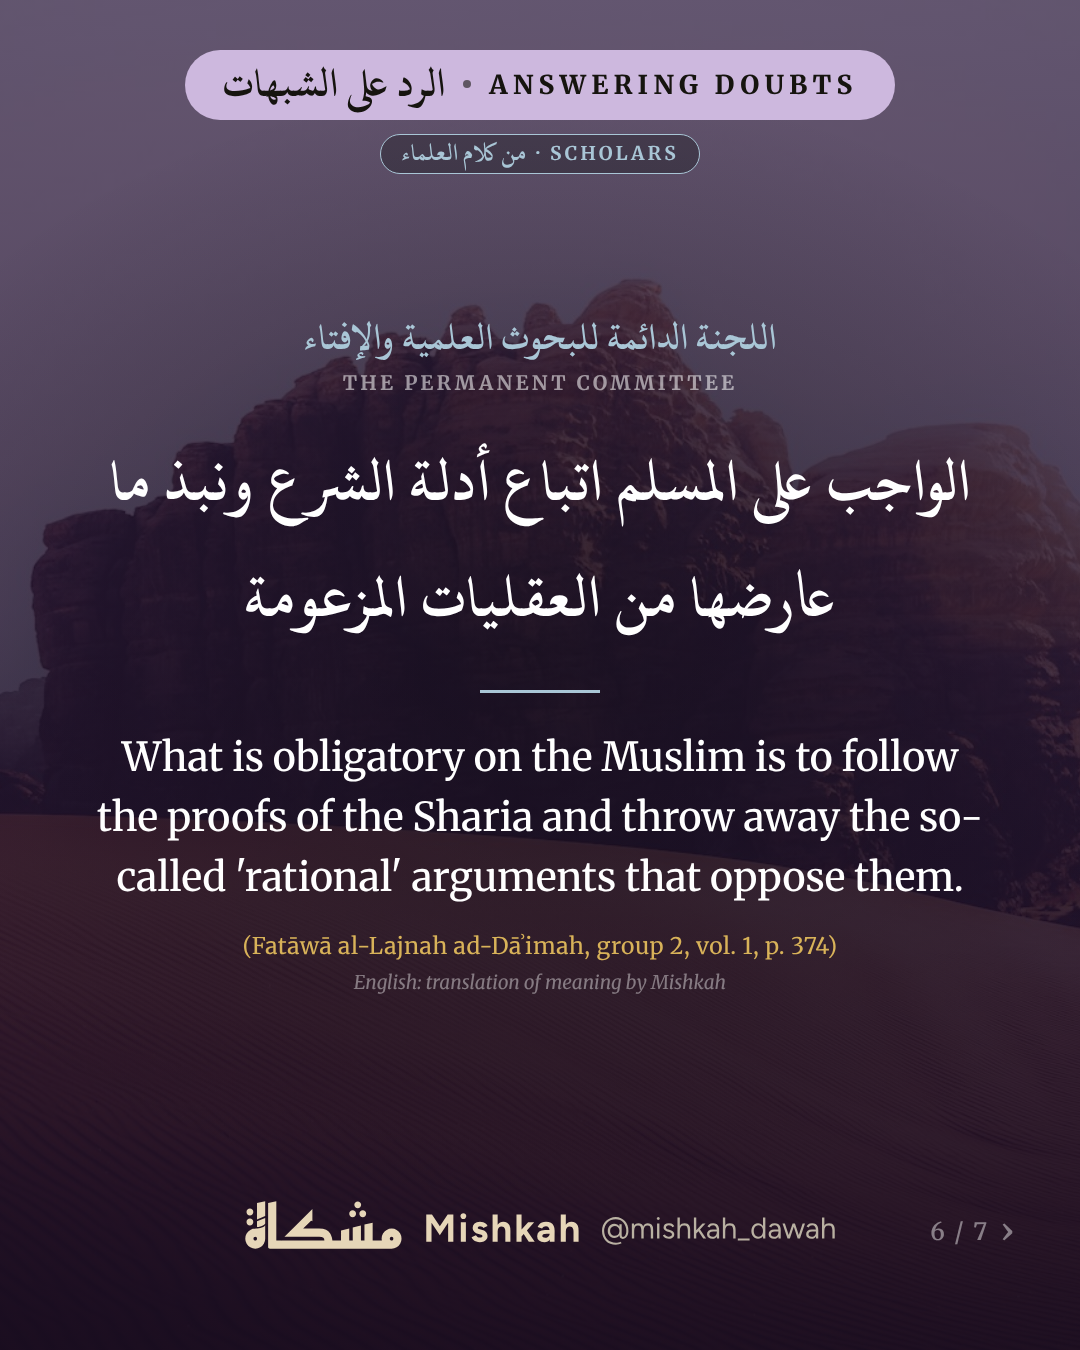 الرد على الشبهات • ANSWERING DOUBTS
من كلام العلماء · SCHOLARS
اللجنة الدائمة للبحوث العلمية والإفتاء
THE PERMANENT COMMITTEE
الواجب على المسلم اتباع أدلة الشرع ونبذ ما
عارضها من العقليات المزعومة
What is obligatory on the Muslim is to follow
the proofs of the Sharia and throw away the so-
called 'rational' arguments that oppose them.
(Fatāwā al-Lajnah ad-Dāʾimah, group 2, vol. 1, p. 374)
English: translation of meaning by Mishkah
مشكاة Mishkah @mishkah_dawah
6 / 7 ›